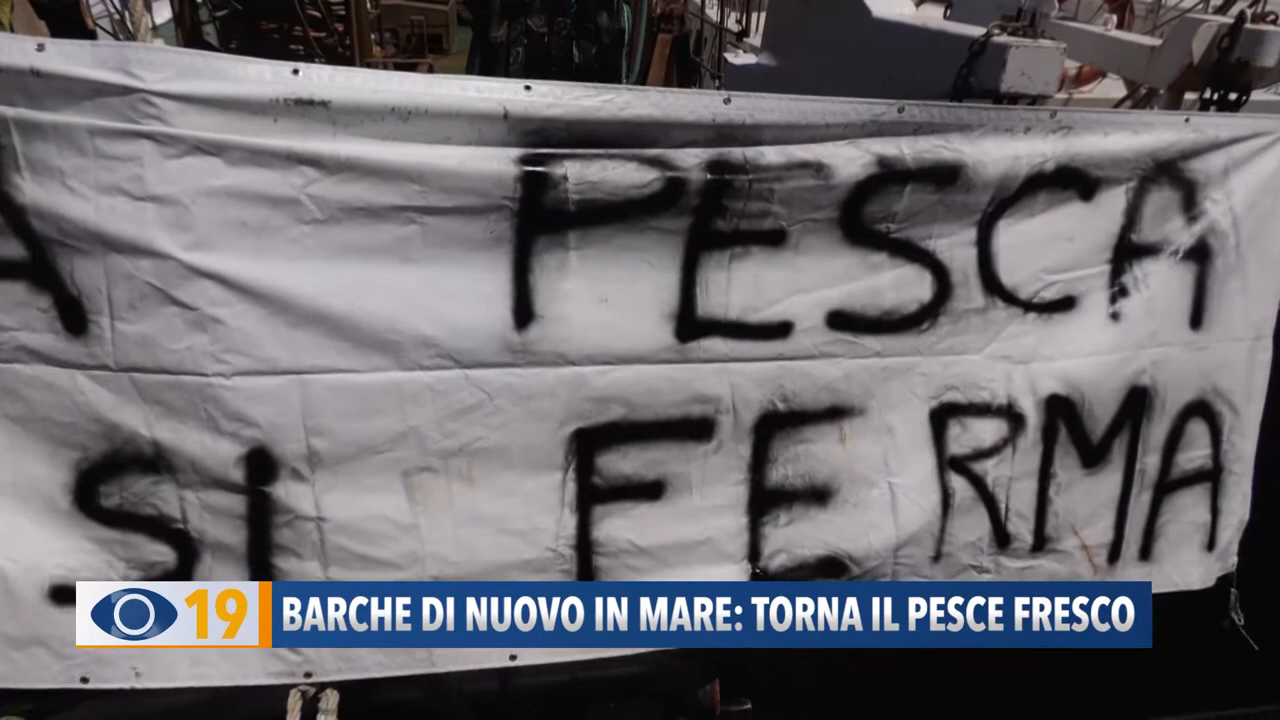 A PESCA
SI FERMA
19 BARCHE DI NUOVO IN MARE: TORNA IL PESCE FRESCO